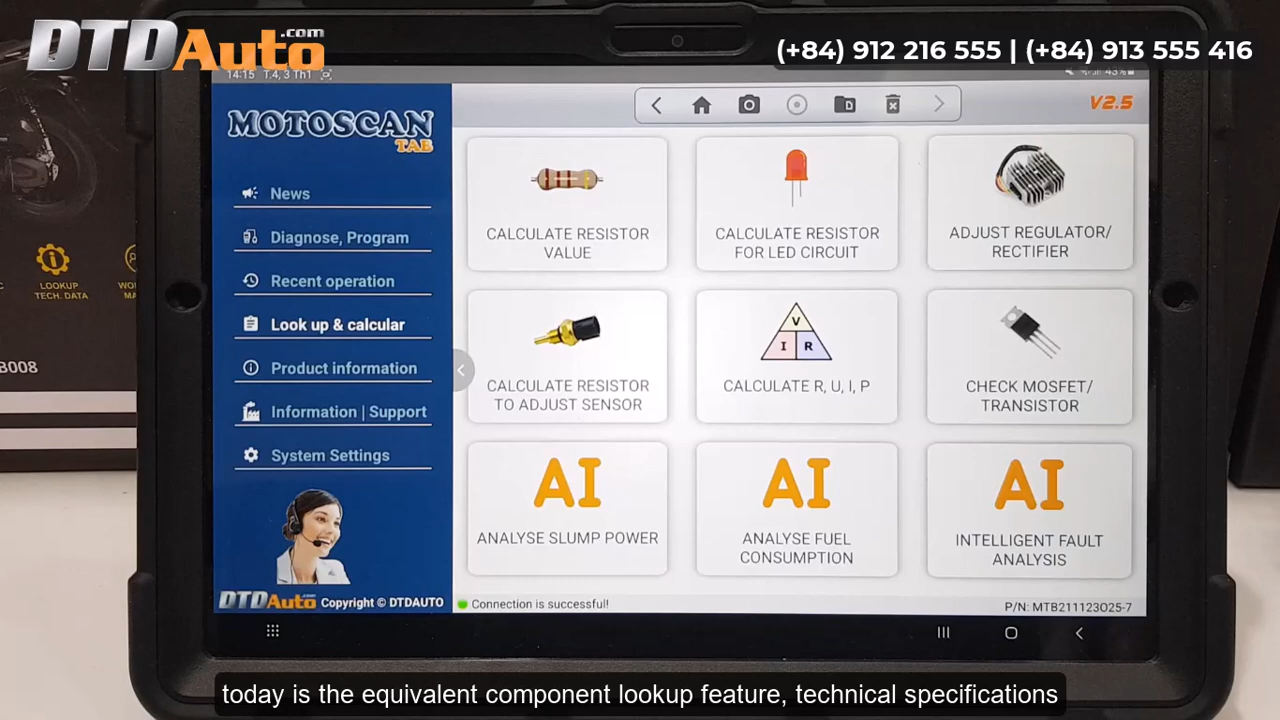 DTDAuto.com
(+84) 912 216 555 | (+84) 913 555 416
14:15 T.4, 3 Th1
43%
MOTOSCAN
TAB
V2.5
News
Diagnose, Program
Recent operation
Look up & calcular
Product information
Information | Support
System Settings
CALCULATE RESISTOR
VALUE
CALCULATE RESISTOR
FOR LED CIRCUIT
ADJUST REGULATOR/
RECTIFIER
CALCULATE RESISTOR
TO ADJUST SENSOR
V
I R
CALCULATE R, U, I, P
CHECK MOSFET/
TRANSISTOR
AI
ANALYSE SLUMP POWER
AI
ANALYSE FUEL
CONSUMPTION
AI
INTELLIGENT FAULT
ANALYSIS
LOOKUP
TECH. DATA
B008
DTDAuto.com Copyright © DTDAUTO
Connection is successful!
P/N: MTB211123O25-7
today is the equivalent component lookup feature, technical specifications